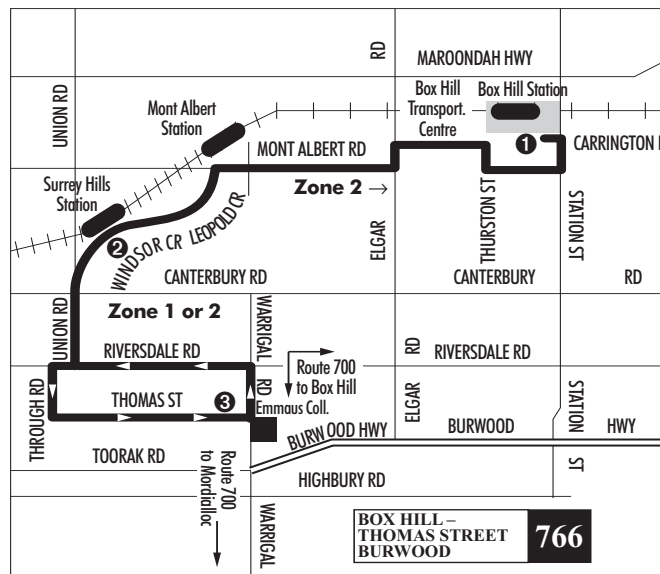 RD
MAROONDAH HWY
UNION RD
Mont Albert
Station
Box Hill
Transport.
Centre
Box Hill Station
1
CARRINGTON
MONT ALBERT RD
Zone 2 →
Surrey Hills
Station
2
WINDSOR CR LEOPOLD CR
ELGAR
THURSTON ST
STATION ST
CANTERBURY RD
CANTERBURY
RD
Zone 1 or 2
UNION RD
WARRIGAL
RD
RIVERSDALE RD
RD
RIVERSDALE RD
Route 700
to Box Hill
THROUGH RD
THOMAS ST
3
Emmaus Coll.
ELGAR
STATION
ST
BURWOOD HWY
BURWOOD
HWY
TOORAK RD
Route 700
to Mordialloc
HIGHBURY RD
WARRIGAL
BOX HILL –
THOMAS STREET
BURWOOD
766